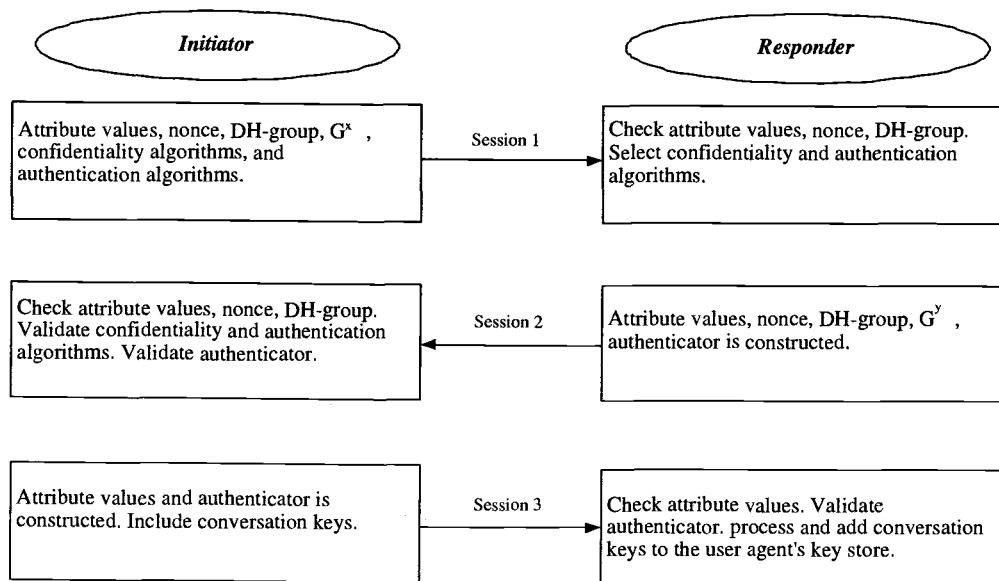 Initiator
Responder
Attribute values, nonce, DH-group, G^x ,
confidentiality algorithms, and
authentication algorithms.
Session 1
Check attribute values, nonce, DH-group.
Select confidentiality and authentication
algorithms.
Check attribute values, nonce, DH-group.
Validate confidentiality and authentication
algorithms. Validate authenticator.
Session 2
Attribute values, nonce, DH-group, G^y ,
authenticator is constructed.
Attribute values and authenticator is
constructed. Include conversation keys.
Session 3
Check attribute values. Validate
authenticator. process and add conversation
keys to the user agent's key store.